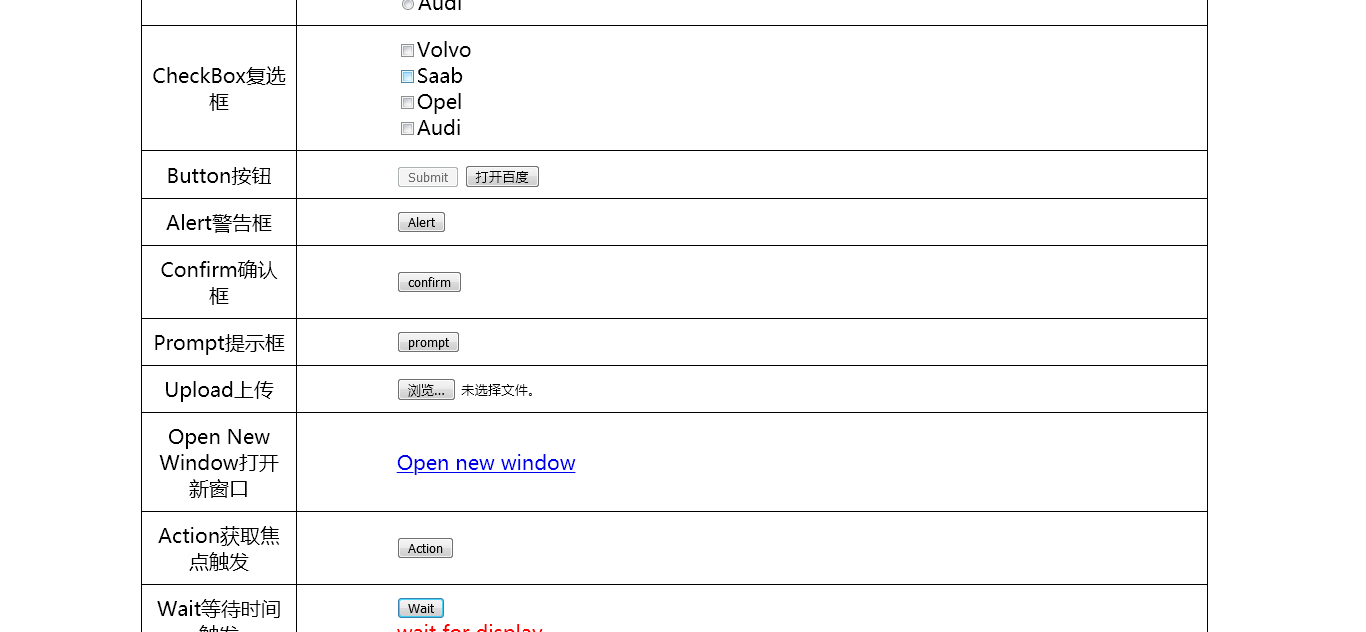 Audi
CheckBox复选
框
Volvo
Saab
Opel
Audi
Button按钮
Submit 打开百度
Alert警告框
Alert
Confirm确认
框
confirm
Prompt提示框
prompt
Upload上传
浏览... 未选择文件。
Open New
Window打开
新窗口
Open new window
Action获取焦
点触发
Action
Wait等待时间
触发
Wait
wait for display